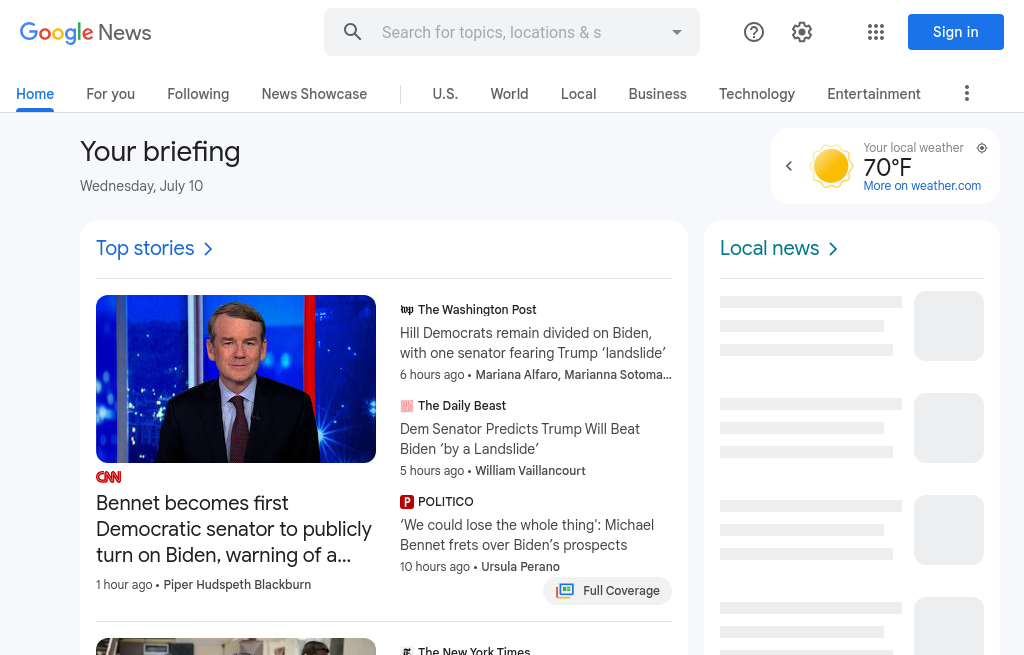 Google News
Search for topics, locations & s
Sign in
Home
For you
Following
News Showcase
U.S.
World
Local
Business
Technology
Entertainment
Your briefing
Wednesday, July 10
Your local weather
70°F
More on weather.com
Top stories
CNN
Bennet becomes first
Democratic senator to publicly
turn on Biden, warning of a...
1 hour ago • Piper Hudspeth Blackburn
wp The Washington Post
Hill Democrats remain divided on Biden,
with one senator fearing Trump ‘landslide’
6 hours ago • Mariana Alfaro, Marianna Sotoma...
The Daily Beast
Dem Senator Predicts Trump Will Beat
Biden ‘by a Landslide’
5 hours ago • William Vaillancourt
P POLITICO
‘We could lose the whole thing': Michael
Bennet frets over Biden’s prospects
10 hours ago • Ursula Perano
Full Coverage
The New York Times
Local news